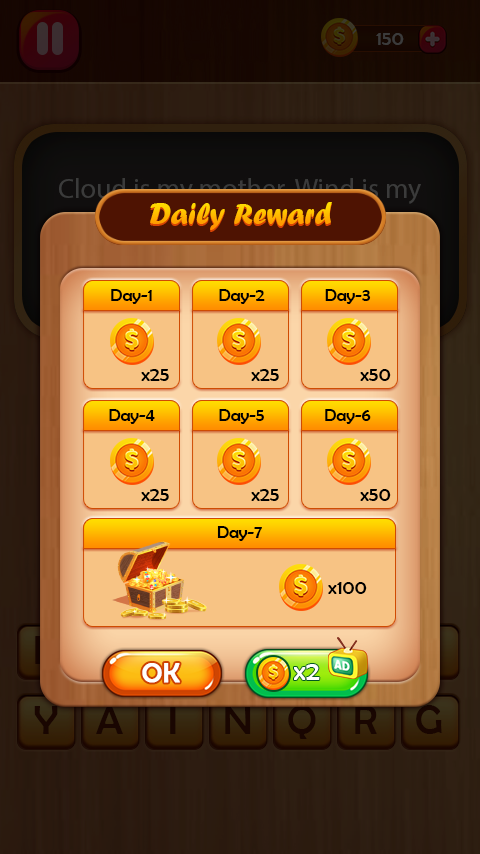 150
Cloud is my mother. Wind is my
Daily Reward
Day-1 Day-2 Day-3
x25 x25 x50
Day-4 Day-5 Day-6
x25 x25 x50
Day-7
x100
OK x2 AD
Y A I N Q R G